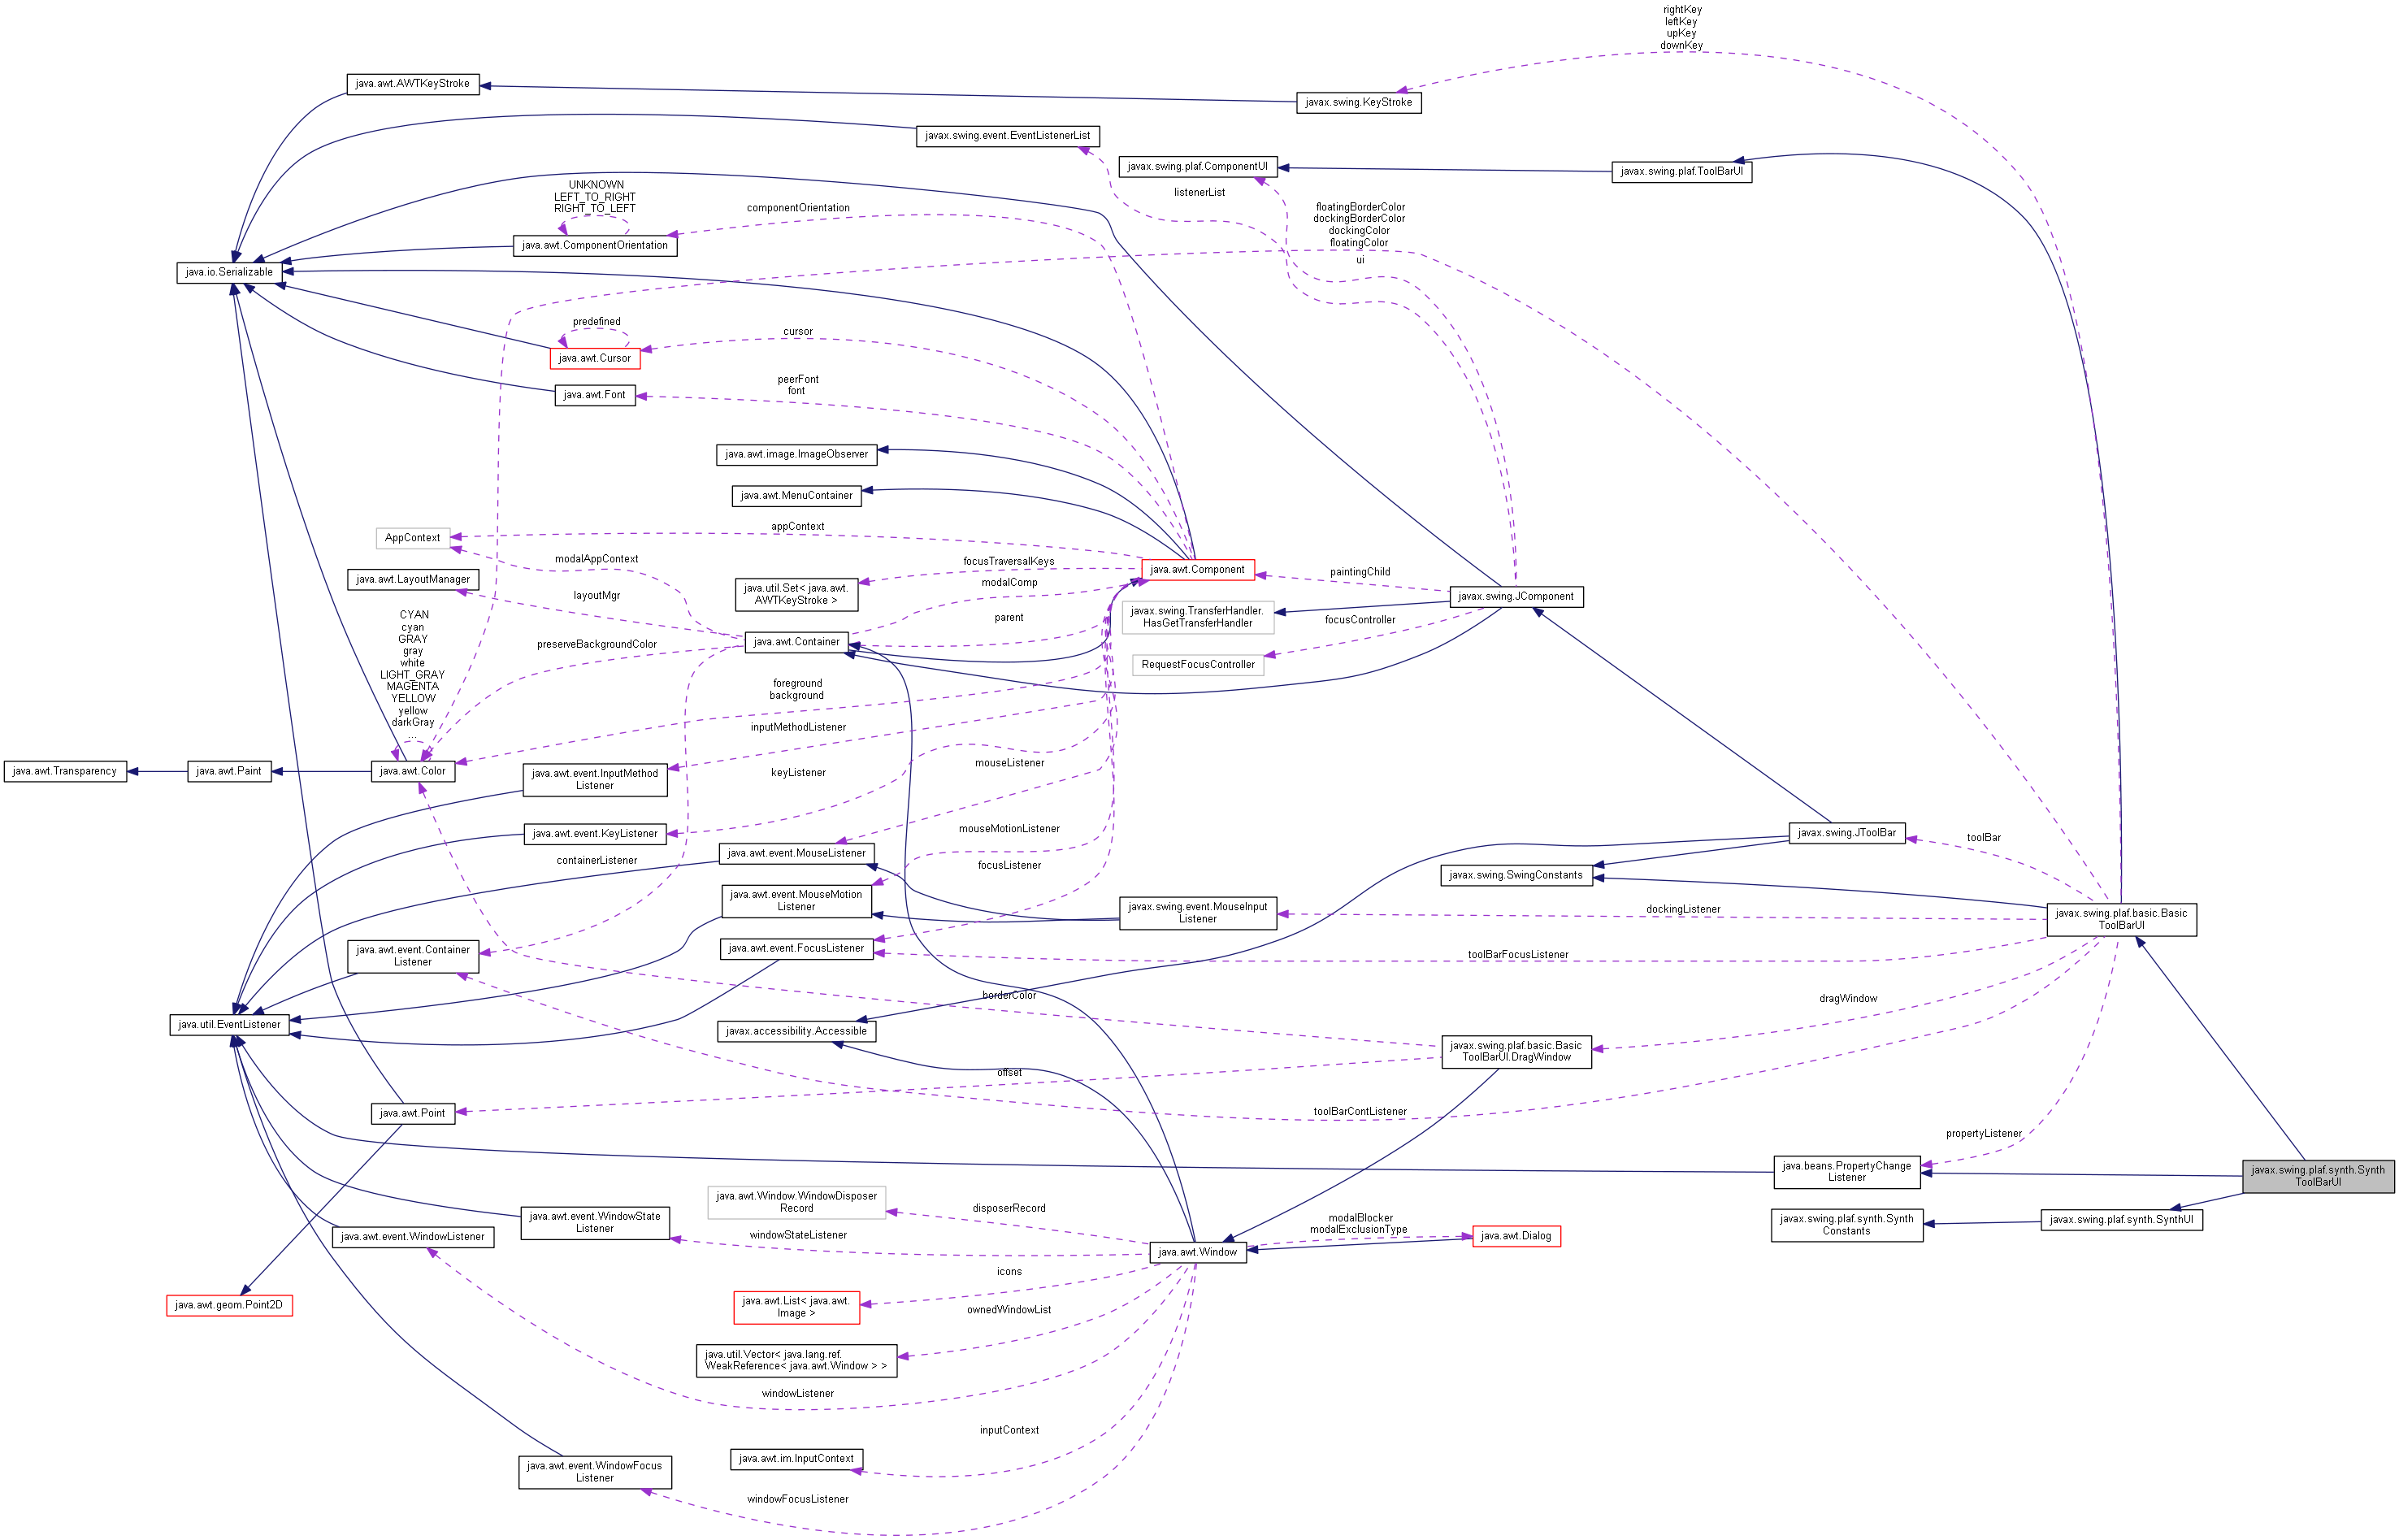 rightKey
leftKey
upKey
downKey
java.awt.AWTKeyStroke
javax.swing.KeyStroke
javax.swing.event.EventListenerList
javax.swing.plaf.ComponentUI
javax.swing.plaf.ToolBarUI
UNKNOWN
LEFT_TO_RIGHT
RIGHT_TO_LEFT
componentOrientation
listenerList
floatingBorderColor
dockingBorderColor
dockingColor
floatingColor
java.awt.ComponentOrientation
ui
java.io.Serializable
predefined
cursor
java.awt.Cursor
peerFont
font
java.awt.Font
java.awt.image.ImageObserver
java.awt.MenuContainer
appContext
AppContext
modalAppContext
focusTraversalKeys
java.awt.Component
paintingChild
java.awt.LayoutManager
java.util.Set< java.awt.
AWTKeyStroke >
modalComp
layoutMgr
javax.swing.JComponent
javax.swing.TransferHandler.
HasGetTransferHandler
parent
focusController
CYAN
cyan
GRAY
gray
white
LIGHT_GRAY
MAGENTA
YELLOW
yellow
darkGray
...
preserveBackgroundColor
java.awt.Container
RequestFocusController
foreground
background
inputMethodListener
java.awt.Transparency
java.awt.Paint
java.awt.Color
java.awt.event.InputMethod
Listener
keyListener
mouseListener
java.awt.event.KeyListener
mouseMotionListener
javax.swing.JToolBar
toolBar
containerListener
java.awt.event.MouseListener
focusListener
javax.swing.SwingConstants
java.awt.event.MouseMotion
Listener
javax.swing.event.MouseInput
Listener
dockingListener
javax.swing.plaf.basic.Basic
ToolBarUI
java.awt.event.Container
Listener
java.awt.event.FocusListener
toolBarFocusListener
borderColor
dragWindow
java.util.EventListener
javax.accessibility.Accessible
javax.swing.plaf.basic.Basic
ToolBarUI.DragWindow
offset
java.awt.Point
toolBarContListener
propertyListener
java.beans.PropertyChange
Listener
javax.swing.plaf.synth.Synth
ToolBarUI
java.awt.Window.WindowDisposer
Record
disposerRecord
java.awt.event.WindowState
Listener
windowStateListener
modalBlocker
modalExclusionType
javax.swing.plaf.synth.Synth
Constants
javax.swing.plaf.synth.SynthUI
java.awt.event.WindowListener
java.awt.Window
java.awt.Dialog
icons
java.awt.geom.Point2D
java.awt.List< java.awt.
Image >
ownedWindowList
java.util.Vector< java.lang.ref.
WeakReference< java.awt.Window > >
windowListener
inputContext
java.awt.im.InputContext
java.awt.event.WindowFocus
Listener
windowFocusListener